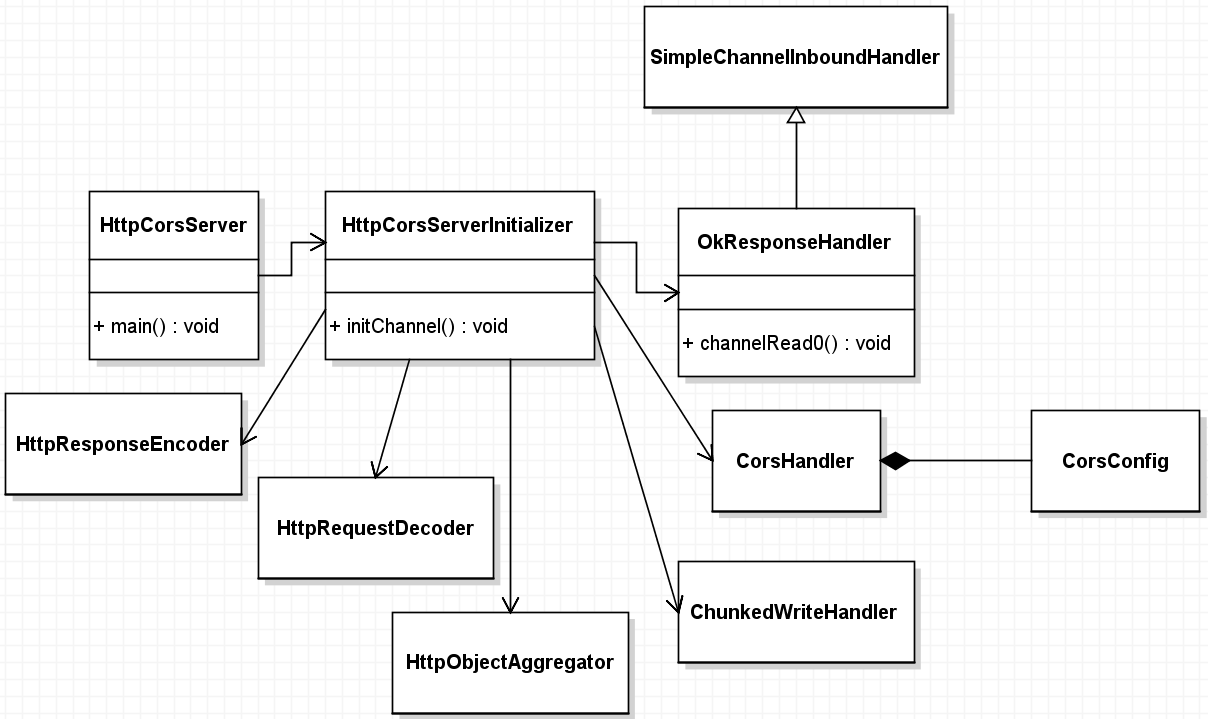 SimpleChannelInboundHandler
HttpCorsServer
+ main() : void
HttpCorsServerInitializer
+ initChannel() : void
OkResponseHandler
+ channelRead0() : void
HttpResponseEncoder
HttpRequestDecoder
HttpObjectAggregator
CorsHandler
CorsConfig
ChunkedWriteHandler